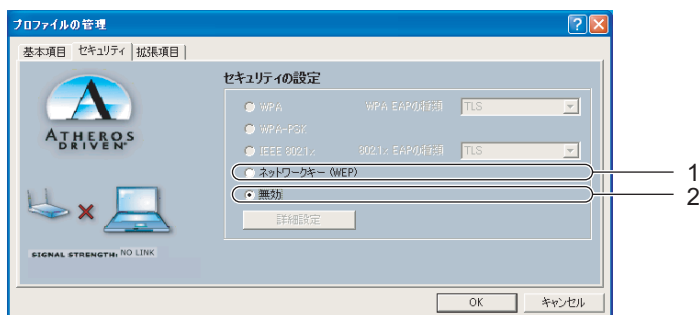 プロファイルの管理
基本項目 セキュリティ 拡張項目
セキュリティの設定
WPA WPA EAPの種類 TLS
WPA-PSK
IEEE 802.1x 802.1x EAPの種類 TLS
ネットワークキー (WEP) 1
無効 2
詳細設定
ATHEROS
DRIVEN
SIGNAL STRENGTH: NO LINK
OK キャンセル